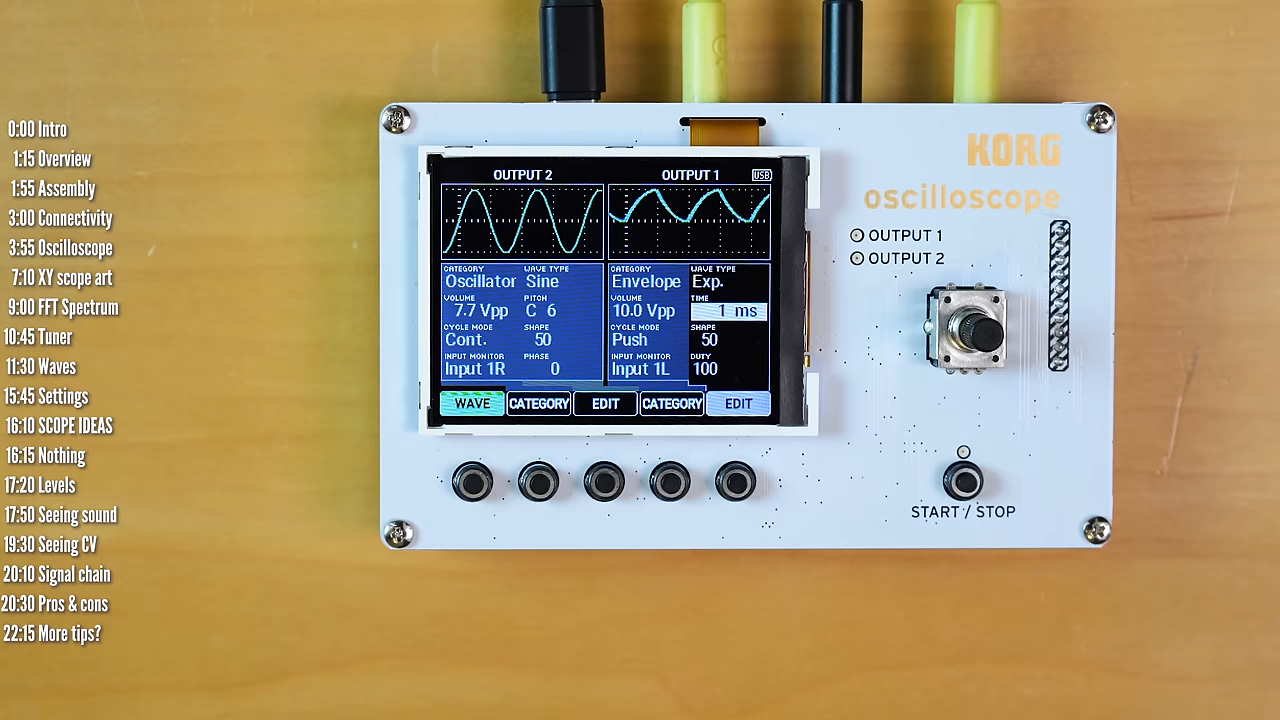 0:00 Intro
1:15 Overview
1:55 Assembly
3:00 Connectivity
3:55 Oscilloscope
7:10 XY scope art
9:00 FFT Spectrum
10:45 Tuner
11:30 Waves
15:45 Settings
16:10 SCOPE IDEAS
16:15 Nothing
17:20 Levels
17:50 Seeing sound
19:30 Seeing CV
20:10 Signal chain
20:30 Pros & cons
22:15 More tips?
OUTPUT 2
OUTPUT 1 USB
CATEGORY WAVE TYPE
Oscillator Sine
VOLUME PITCH
7.7 Vpp C 6
CYCLE MODE SHAPE
Cont. 50
INPUT MONITOR PHASE
Input 1R 0
CATEGORY WAVE TYPE
Envelope Exp.
VOLUME TIME
10.0 Vpp 1 ms
CYCLE MODE SHAPE
Push 50
INPUT MONITOR DUTY
Input 1L 100
WAVE CATEGORY EDIT CATEGORY EDIT
KORG
oscilloscope
OUTPUT 1
OUTPUT 2
START / STOP